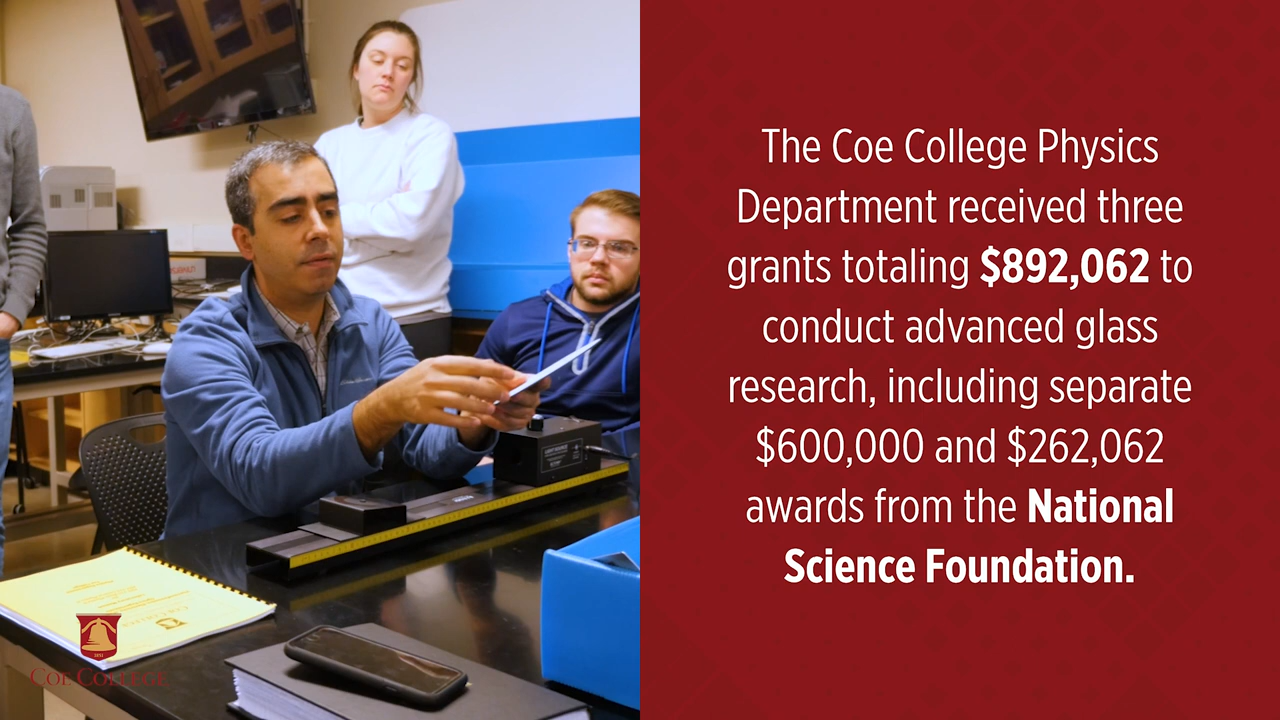 The Coe College Physics
Department received three
grants totaling $892,062 to
conduct advanced glass
research, including separate
$600,000 and $262,062
awards from the National
Science Foundation.
COE COLLEGE